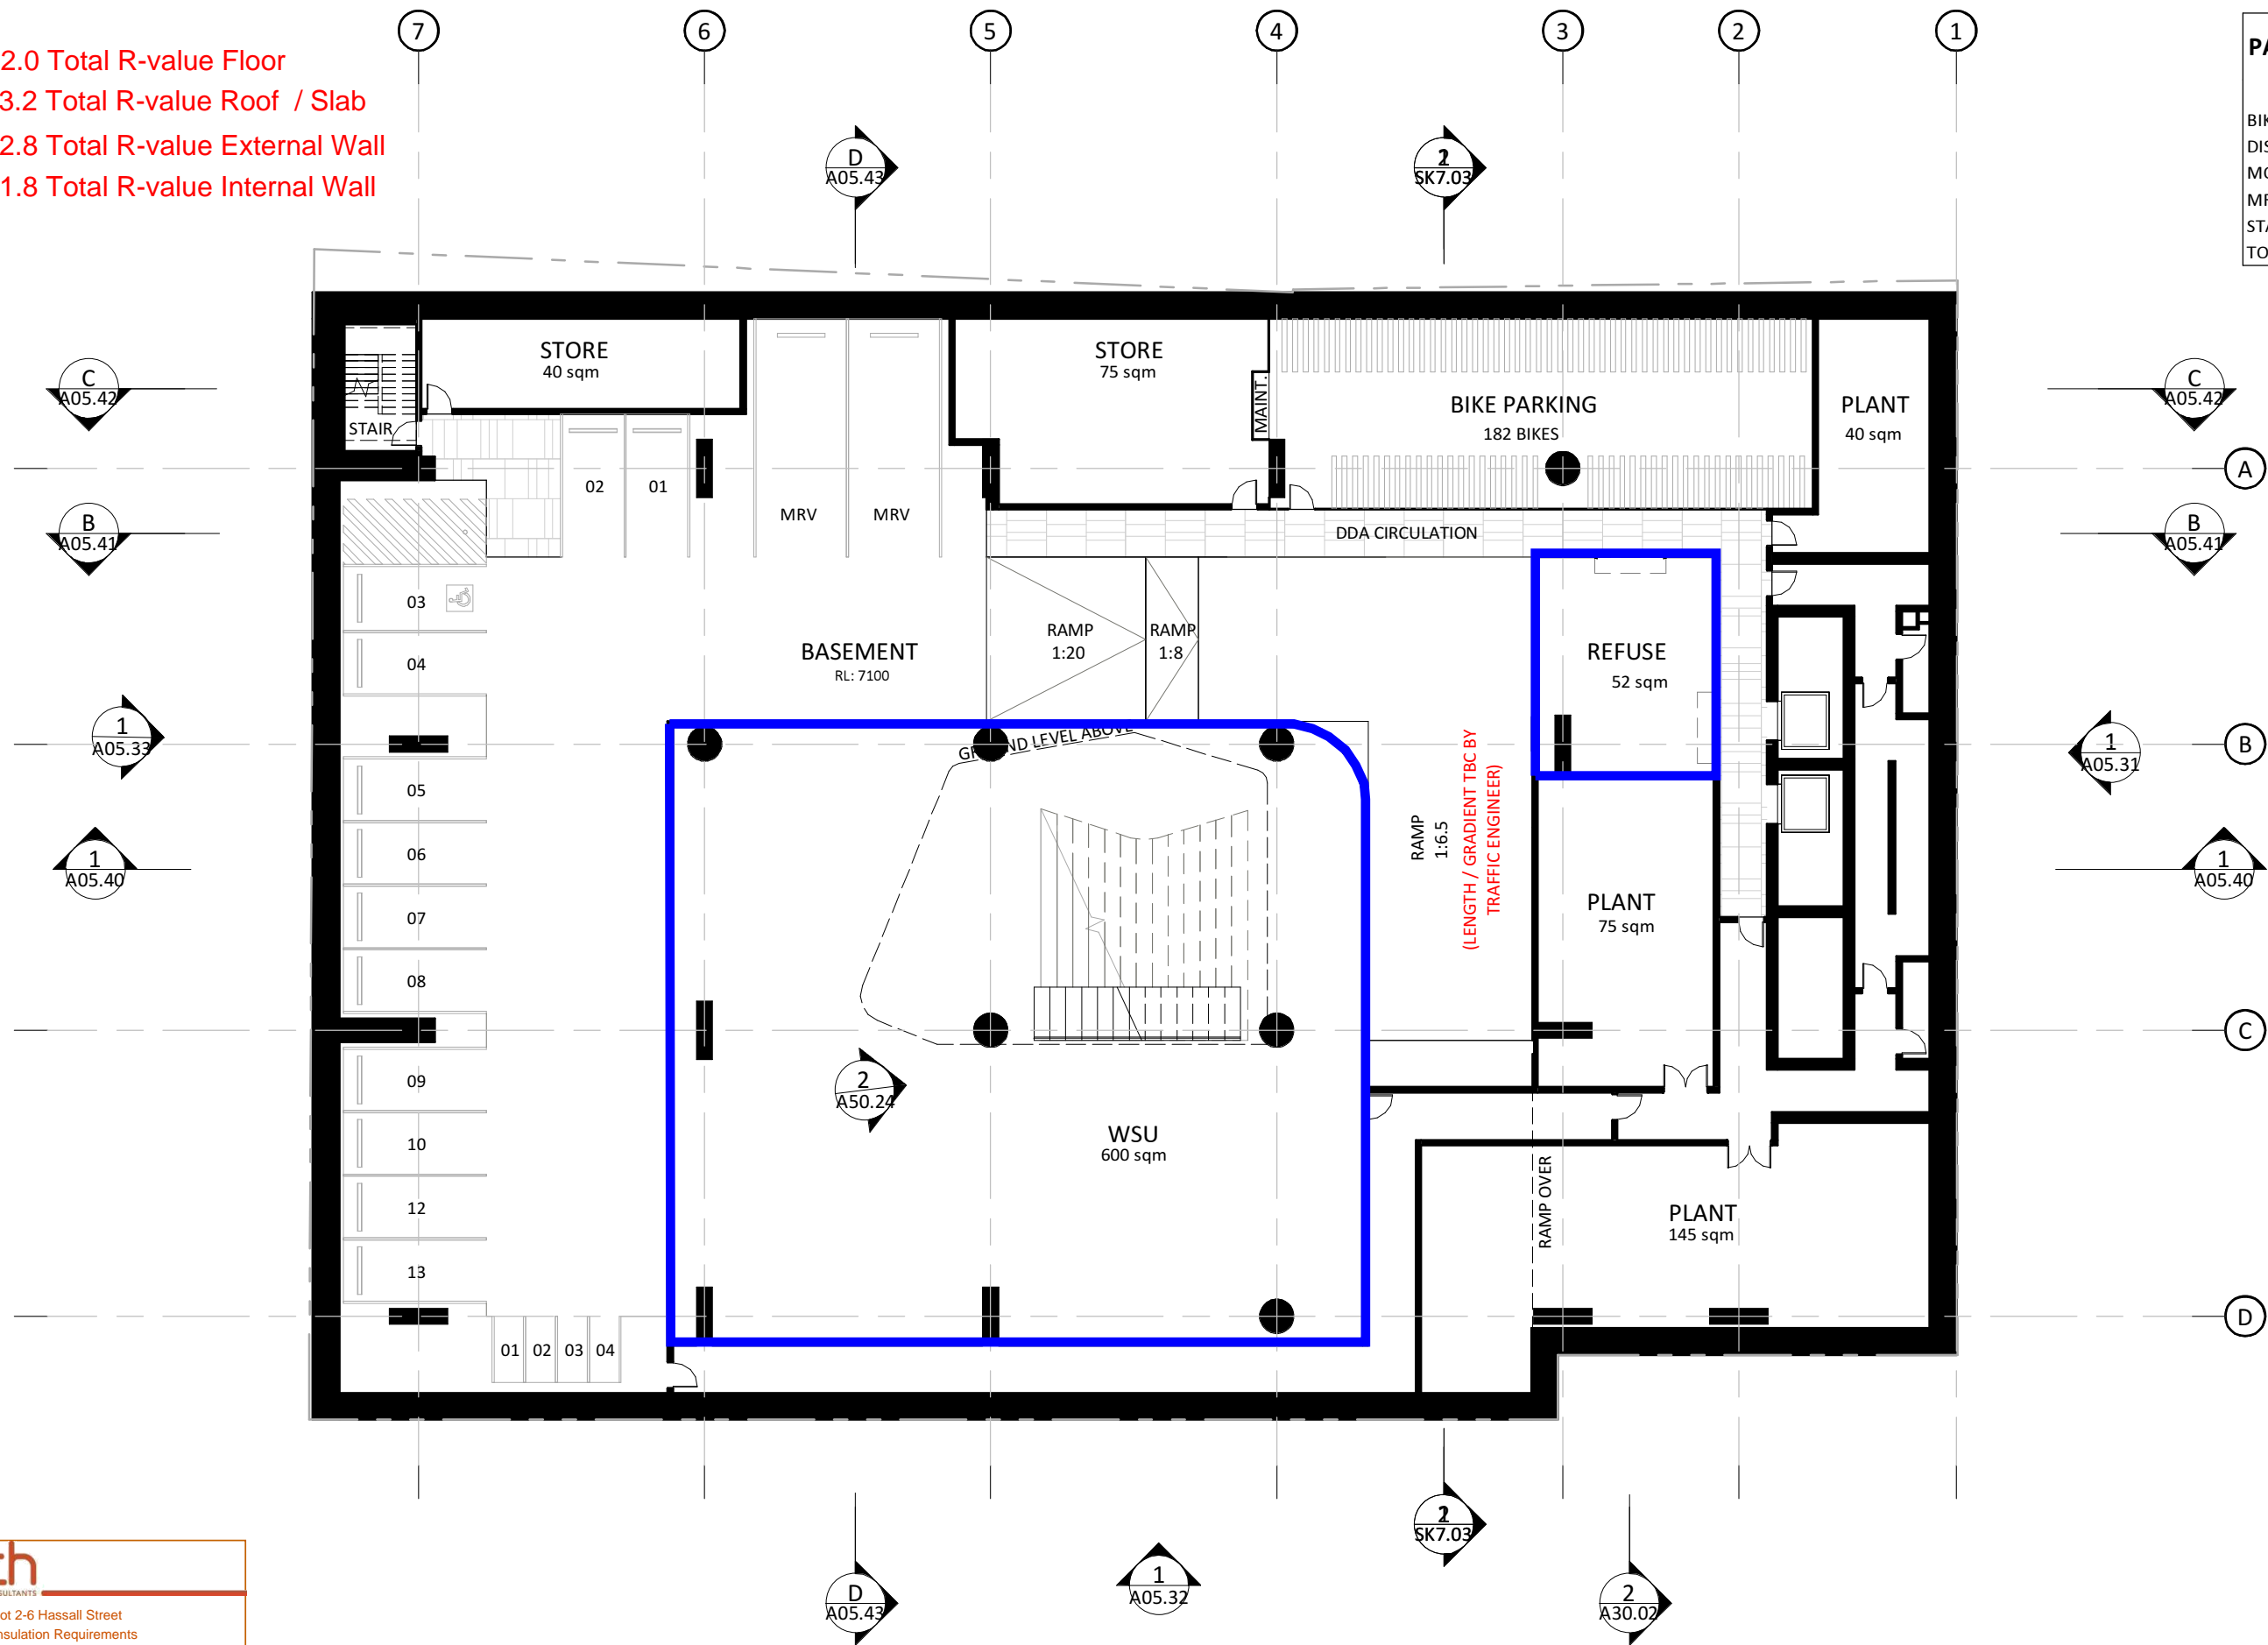 7
6
5
4
3
2
1
2.0 Total R-value Floor
3.2 Total R-value Roof / Slab
2.8 Total R-value External Wall
1.8 Total R-value Internal Wall
D
A05.43
SK7.03
STORE
40 sqm
STORE
75 sqm
MAINT.
BIKE PARKING
182 BIKES
PLANT
40 sqm
C
A05.42
C
A05.42
STAIR
A
02
01
MRV
MRV
B
A05.41
DDA CIRCULATION
B
A05.41
03
04
BASEMENT
RL: 7100
RAMP
1:20
RAMP
1:8
REFUSE
52 sqm
1
A05.33
1
A05.31
B
GROUND LEVEL ABOVE
05
06
07
08
RAMP
1:6.5
(LENGTH / GRADIENT TBC BY
TRAFFIC ENGINEER)
1
A05.40
1
A05.40
PLANT
75 sqm
C
2
A50.24
09
10
12
13
WSU
600 sqm
RAMP OVER
PLANT
145 sqm
D
01
02
03
04
SK7.03
D
A05.43
1
A05.32
2
A30.02
ot 2-6 Hassall Street
nsulation Requirements